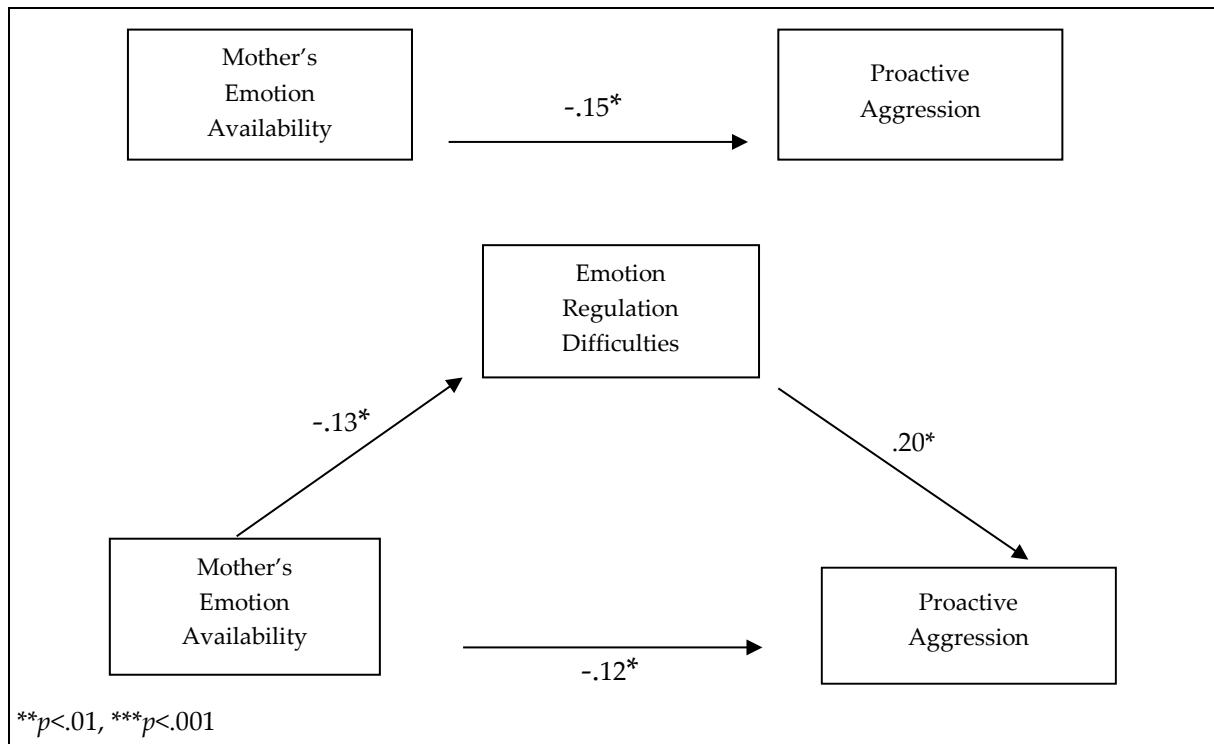 Mother’s
Emotion
Availability
-.15*
Proactive
Aggression
Emotion
Regulation
Difficulties
-.13*
.20*
Mother’s
Emotion
Availability
-.12*
Proactive
Aggression
**p<.01, ***p<.001